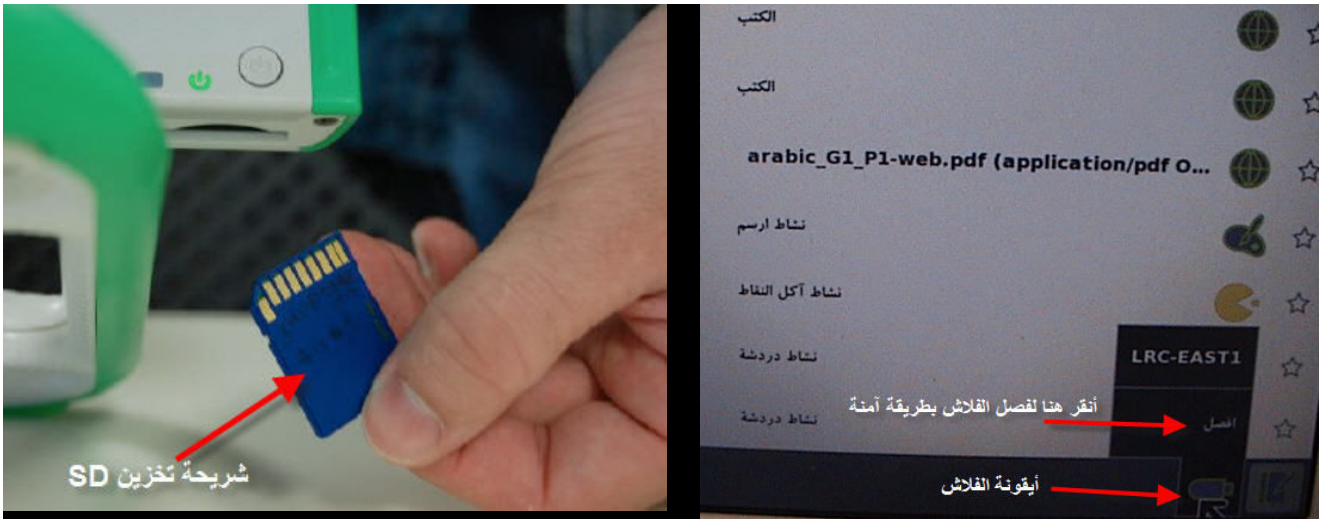 شريحة تخزين SD
الكتب
الكتب
arabic_G1_P1-web.pdf (application/pdf O...
نشاط ارسم
نشاط آكل النقاط
نشاط دردشة
نشاط دردشة
LRC-EAST1
افصل
أنقر هنا لفصل الفلاش بطريقة آمنة
أيقونة الفلاش